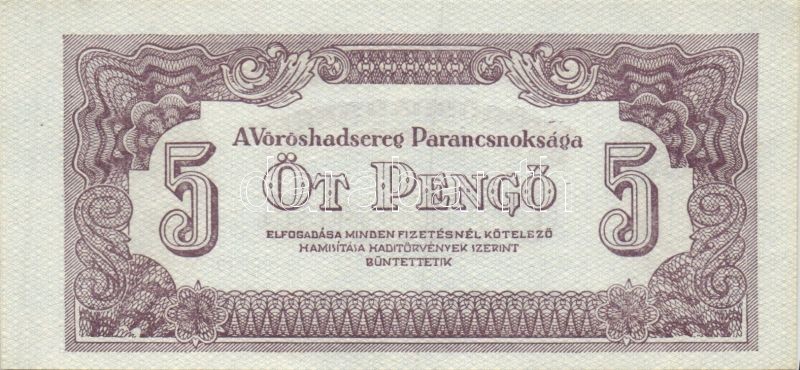 A Vöröshadsereg Parancsnoksága
5 ÖT PENGŐ 5
ELFOGADÁSA MINDEN FIZETÉSNÉL KÖTELEZŐ
HAMISÍTÁSA HADITÖRVÉNYEK SZERINT
BÜNTETTETIK